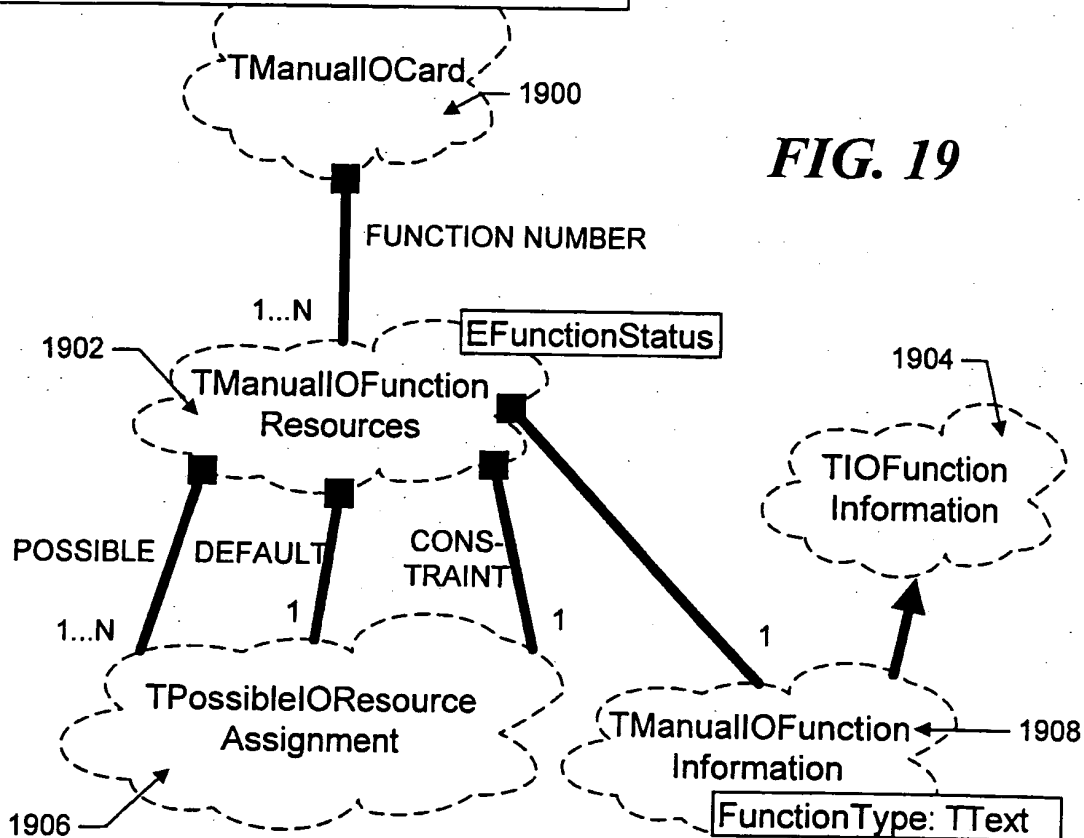 TManualIOCard
1900
FIG. 19
FUNCTION NUMBER
1...N
EFunctionStatus
1902
TManualIOFunction
Resources
1904
TIOFunction
Information
POSSIBLE
DEFAULT
CONS-
TRAINT
1...N
1
1
1
TPossibleIOResource
Assignment
TManualIOFunction
Information
1908
1906
FunctionType: TText